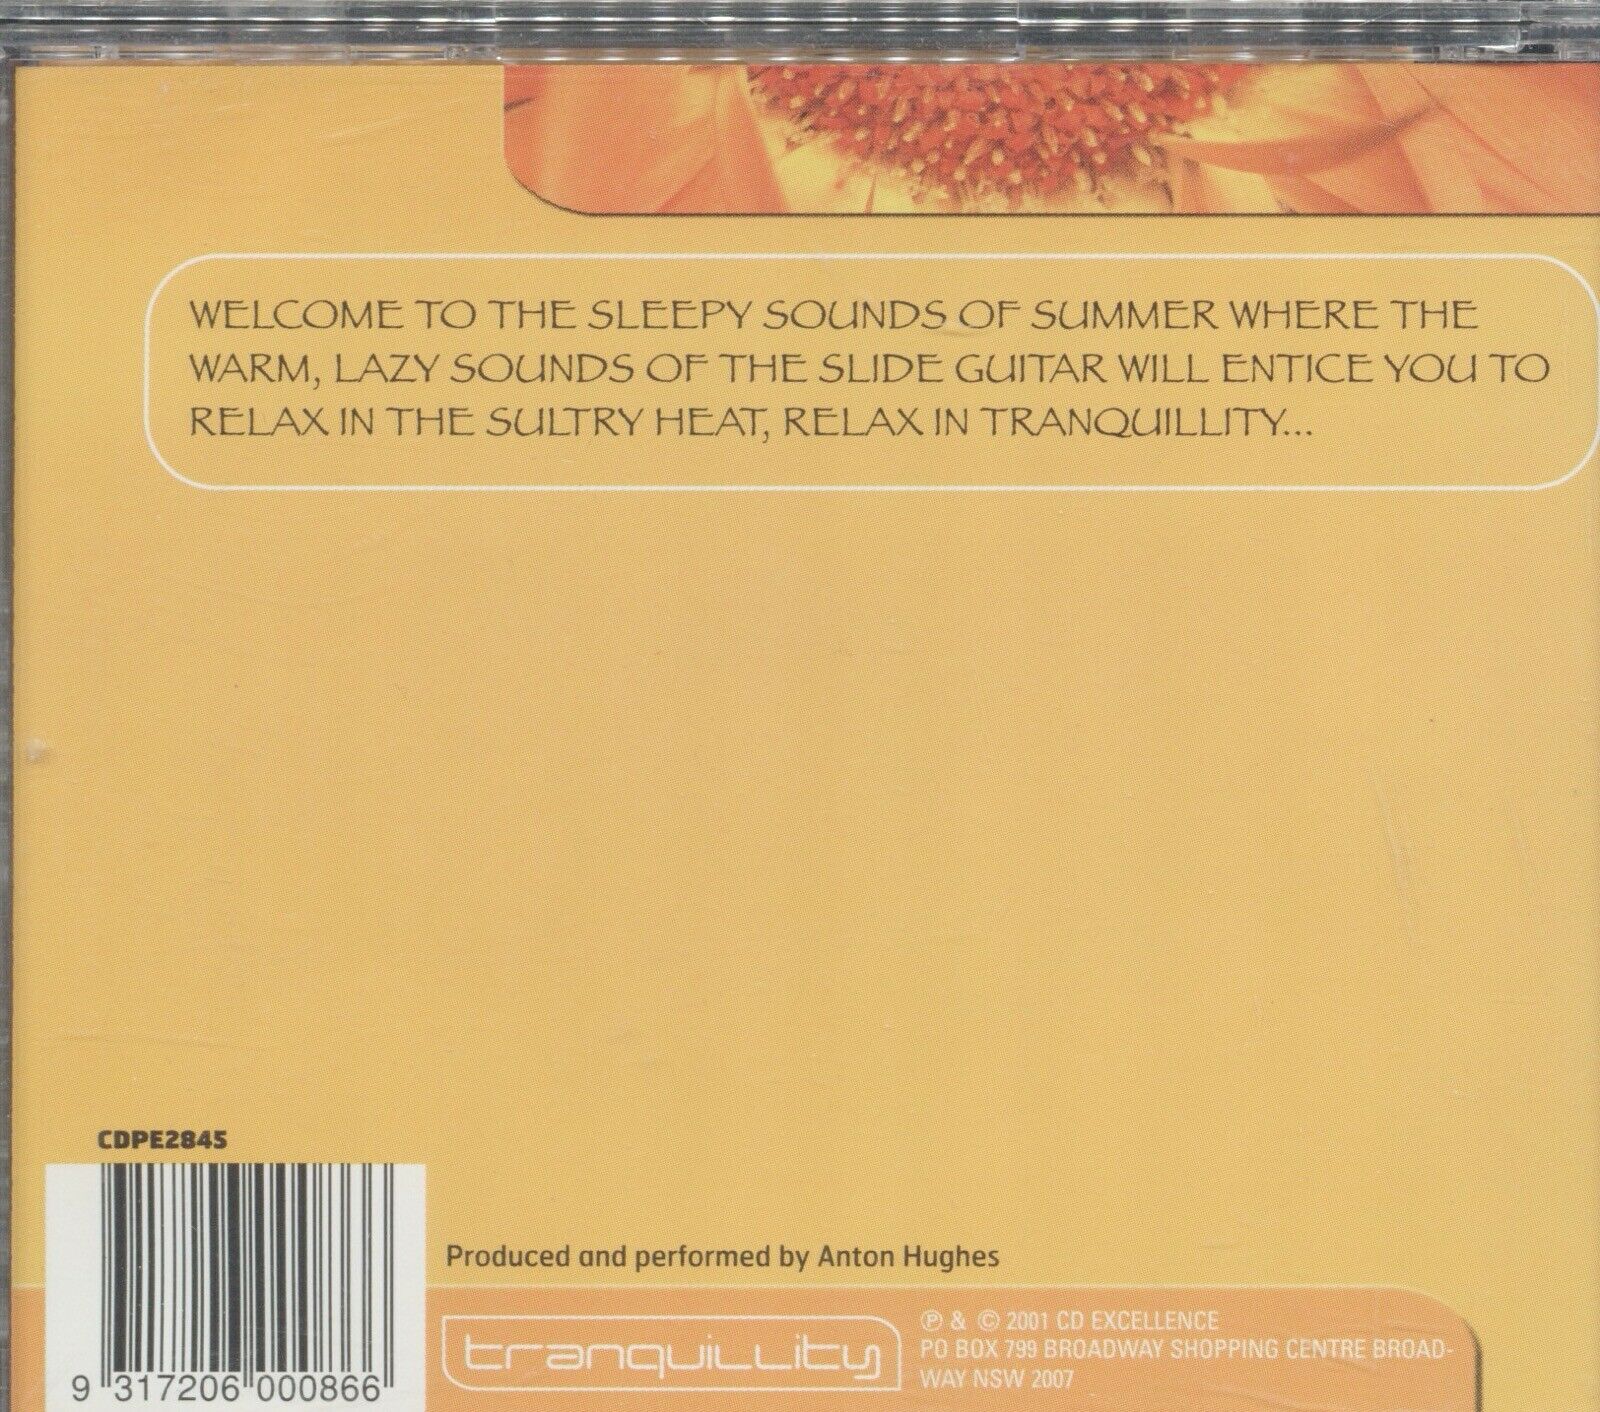 WELCOME TO THE SLEEPY SOUNDS OF SUMMER WHERE THE
WARM, LAZY SOUNDS OF THE SLIDE GUITAR WILL ENTICE YOU TO
RELAX IN THE SULTRY HEAT, RELAX IN TRANQUILLITY...
CDPE2845
9 317206 000866
Produced and performed by Anton Hughes
tranquillity
℗ & © 2001 CD EXCELLENCE
PO BOX 799 BROADWAY SHOPPING CENTRE BROAD-
WAY NSW 2007